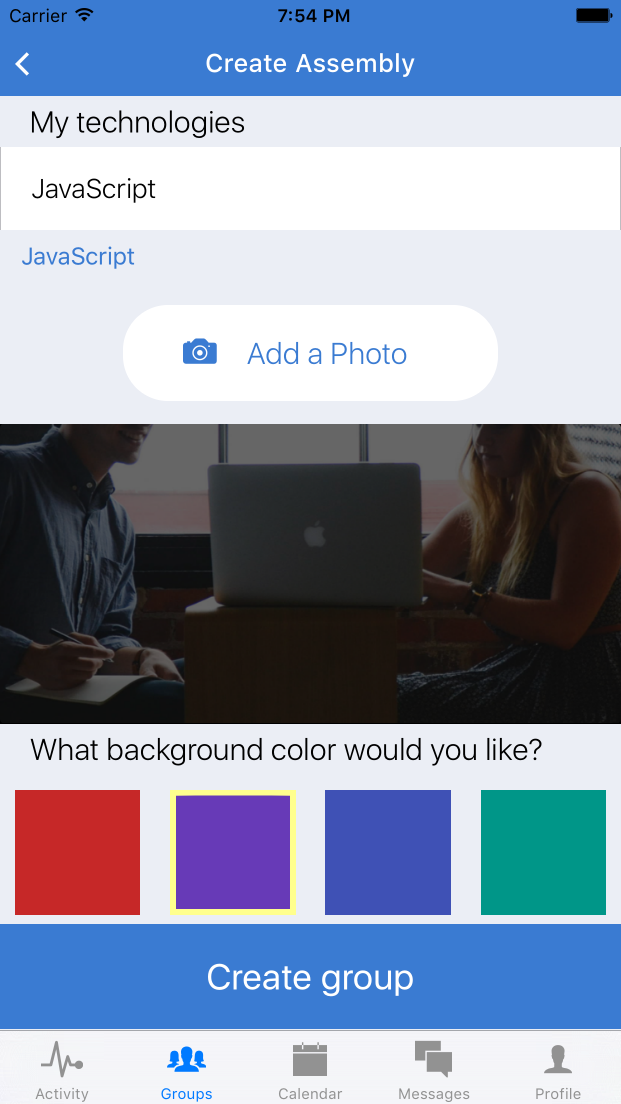 Carrier 7:54 PM
Create Assembly
My technologies
JavaScript
JavaScript
Add a Photo
What background color would you like?
Create group
Activity Groups Calendar Messages Profile